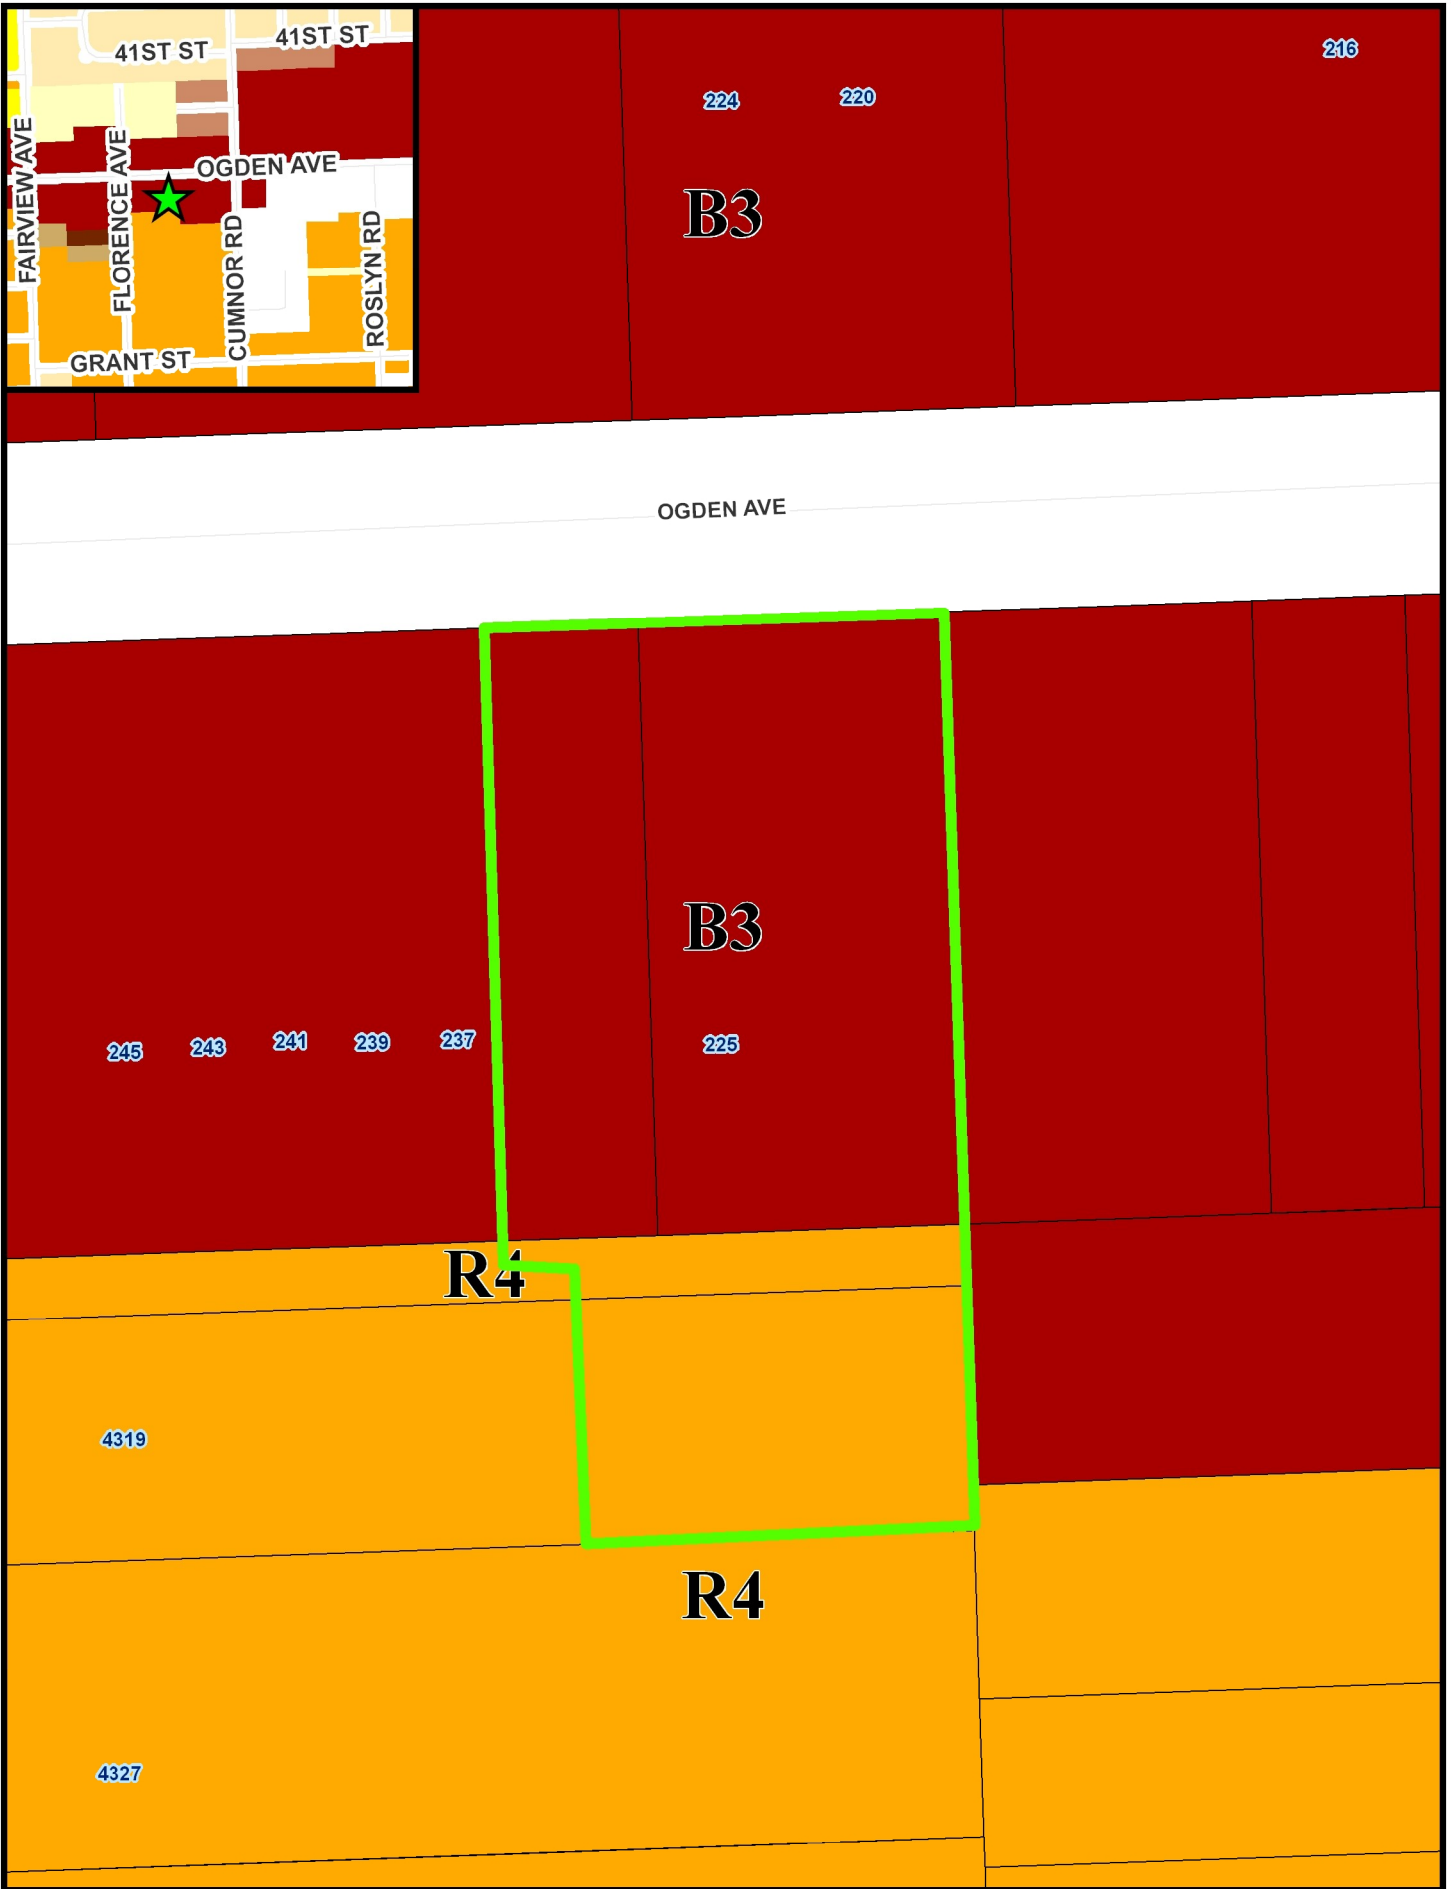 41ST ST
41ST ST
OGDEN AVE
FAIRVIEW AVE
FLORENCE AVE
CUMNOR RD
ROSLYN RD
GRANT ST
216
224
220
B3
OGDEN AVE
B3
245
243
241
239
237
225
R4
4319
R4
4327